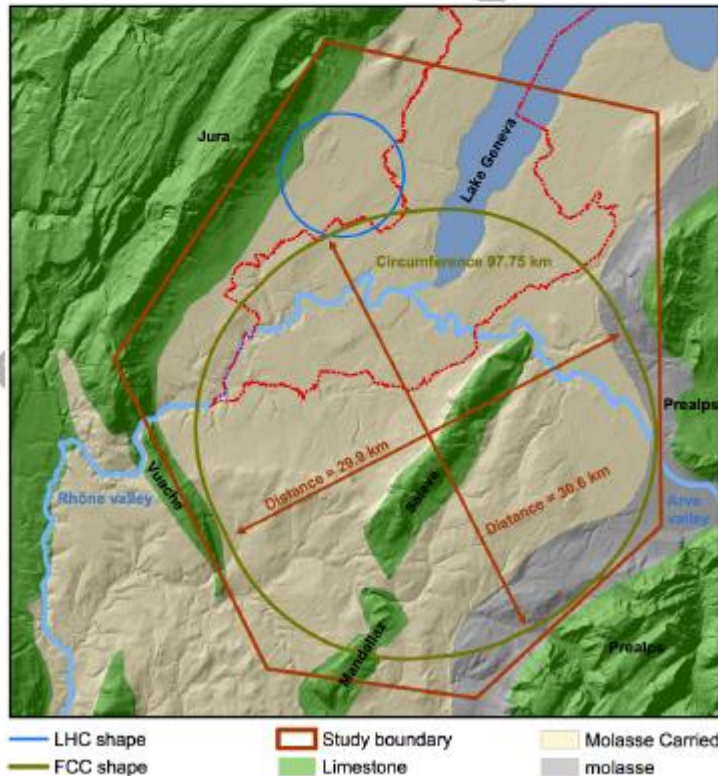 Jura
Lake Geneva
Circumference 97.75 km
Prealps
Distance = 29.9 km
Vuache
Salève
Rhône valley
Distance = 30.6 km
Arve
valley
Mandallaz
Prealps
LHC shape
Study boundary
Molasse Carried
FCC shape
Limestone
molasse